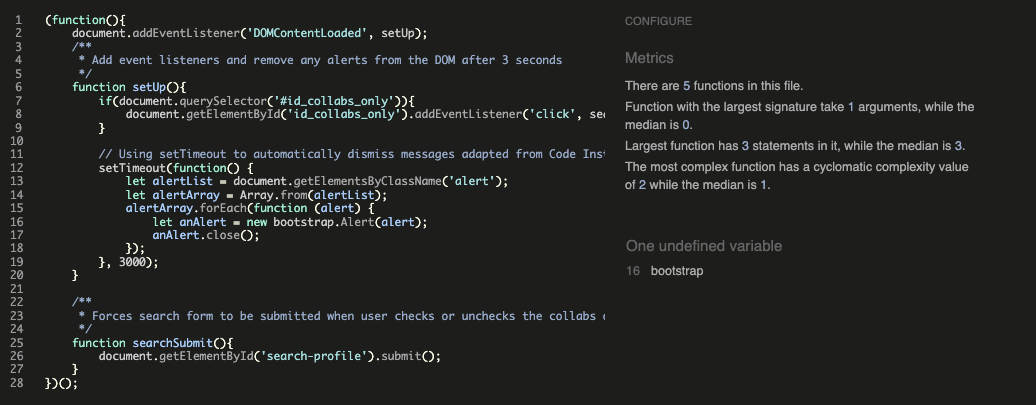 1 (function(){
2 document.addEventListener('DOMContentLoaded', setUp);
3 /**
4 * Add event listeners and remove any alerts from the DOM after 3 seconds
5 */
6 function setUp(){
7 if(document.querySelector('#id_collabs_only')){
8 document.getElementById('id_collabs_only').addEventListener('click', se
9 }
10
11 // Using setTimeout to automatically dismiss messages adapted from Code Inst
12 setTimeout(function() {
13 let alertList = document.getElementsByClassName('alert');
14 let alertArray = Array.from(alertList);
15 alertArray.forEach(function (alert) {
16 let anAlert = new bootstrap.Alert(alert);
17 anAlert.close();
18 });
19 }, 3000);
20 }
21
22 /**
23 * Forces search form to be submitted when user checks or unchecks the collabs
24 */
25 function searchSubmit(){
26 document.getElementById('search-profile').submit();
27 }
28 })();
CONFIGURE
Metrics
There are 5 functions in this file.
Function with the largest signature take 1 arguments, while the
median is 0.
Largest function has 3 statements in it, while the median is 3.
The most complex function has a cyclomatic complexity value
of 2 while the median is 1.
One undefined variable
16 bootstrap